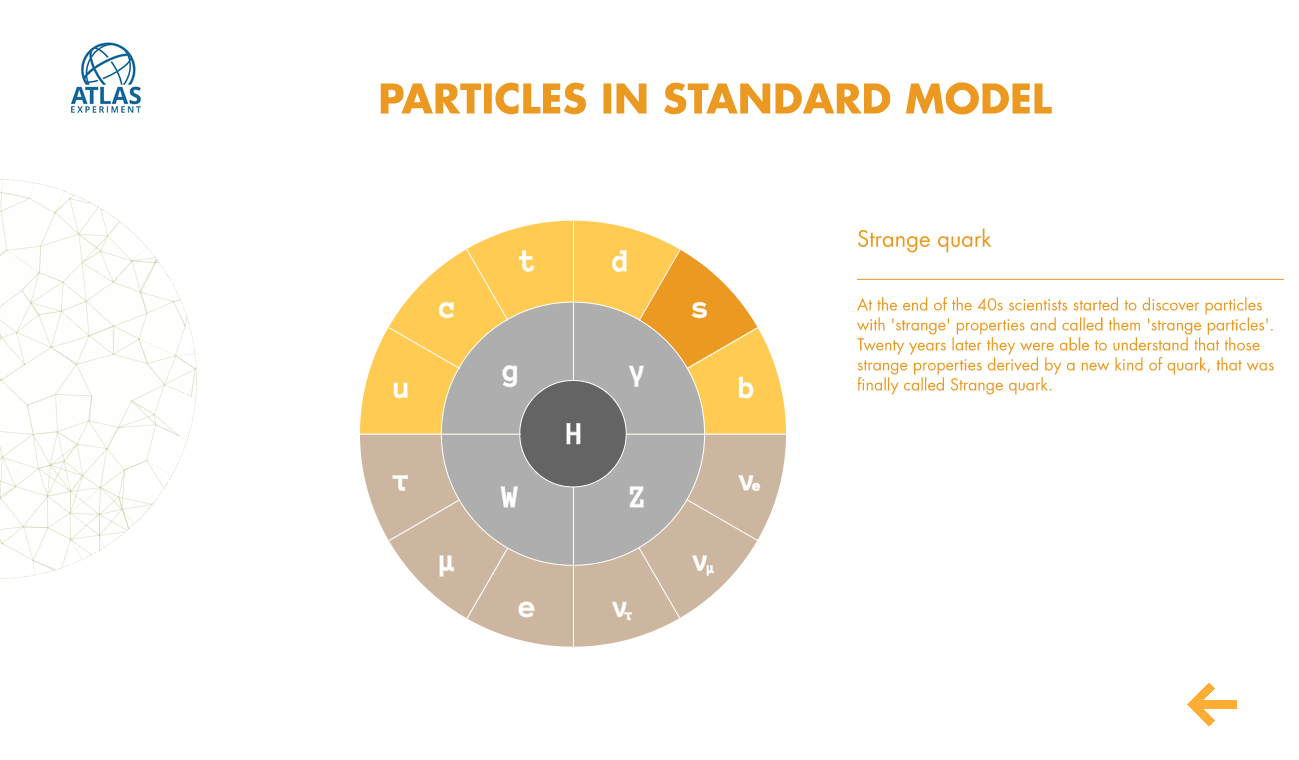 ATLAS
EXPERIMENT
PARTICLES IN STANDARD MODEL
t
d
c
s
u
b
g
γ
H
W
Z
τ
νe
μ
νμ
e
ντ
Strange quark
At the end of the 40s scientists started to discover particles
with 'strange' properties and called them 'strange particles'.
Twenty years later they were able to understand that those
strange properties derived by a new kind of quark, that was
finally called Strange quark.